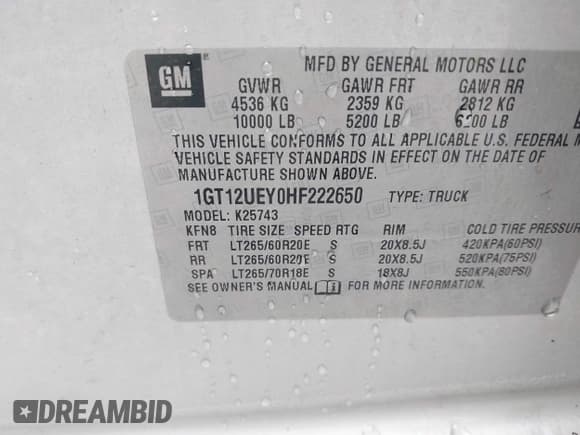 GM
MFD BY GENERAL MOTORS LLC
GVWR GAWR FRT GAWR RR
4536 KG 2359 KG 2812 KG
10000 LB 5200 LB 6200 LB
THIS VEHICLE CONFORMS TO ALL APPLICABLE U.S. FEDERAL M
VEHICLE SAFETY STANDARDS IN EFFECT ON THE DATE OF
MANUFACTURE SHOWN ABOVE.
1GT12UEY0HF222650 TYPE: TRUCK
MODEL: K25743
KFN8 TIRE SIZE SPEED RTG RIM COLD TIRE PRESSUR
FRT LT265/60R20E S 20X8.5J 420KPA(60PSI)
RR LT265/60R20E S 20X8.5J 520KPA(75PSI)
SPA LT265/70R18E S 18X8J 550KPA(80PSI)
SEE OWNER'S MANUAL FOR MORE INFORMATION.
DREAMBID